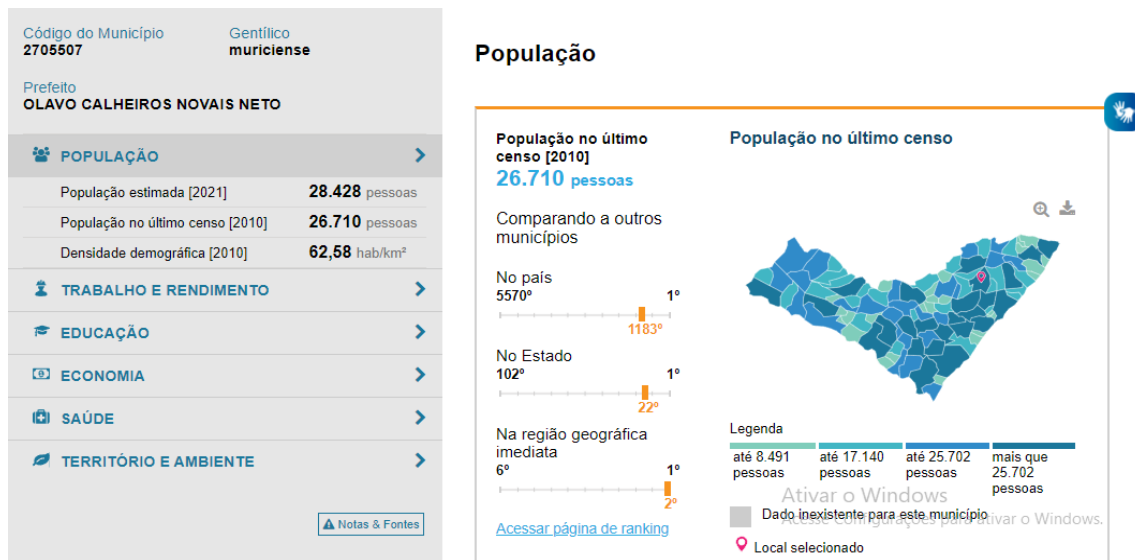 Código do Município Gentílico
2705507 muriciense
Prefeito
OLAVO CALHEIROS NOVAIS NETO
POPULAÇÃO
População estimada [2021] 28.428 pessoas
População no último censo [2010] 26.710 pessoas
Densidade demográfica [2010] 62,58 hab/km²
TRABALHO E RENDIMENTO
EDUCAÇÃO
ECONOMIA
SAÚDE
TERRITÓRIO E AMBIENTE
Notas & Fontes
População
População no último
censo [2010]
26.710 pessoas
Comparando a outros
municípios
No país
5570º 1º
1183º
No Estado
102º 1º
22º
Na região geográfica
imediata
6º 1º
2º
Acessar página de ranking
População no último censo
Legenda
até 8.491 até 17.140 até 25.702 mais que
pessoas pessoas pessoas 25.702
pessoas
Ativar o Windows
Dado inexistente para este município
Acesse Configurações para ativar o Windows.
Local selecionado